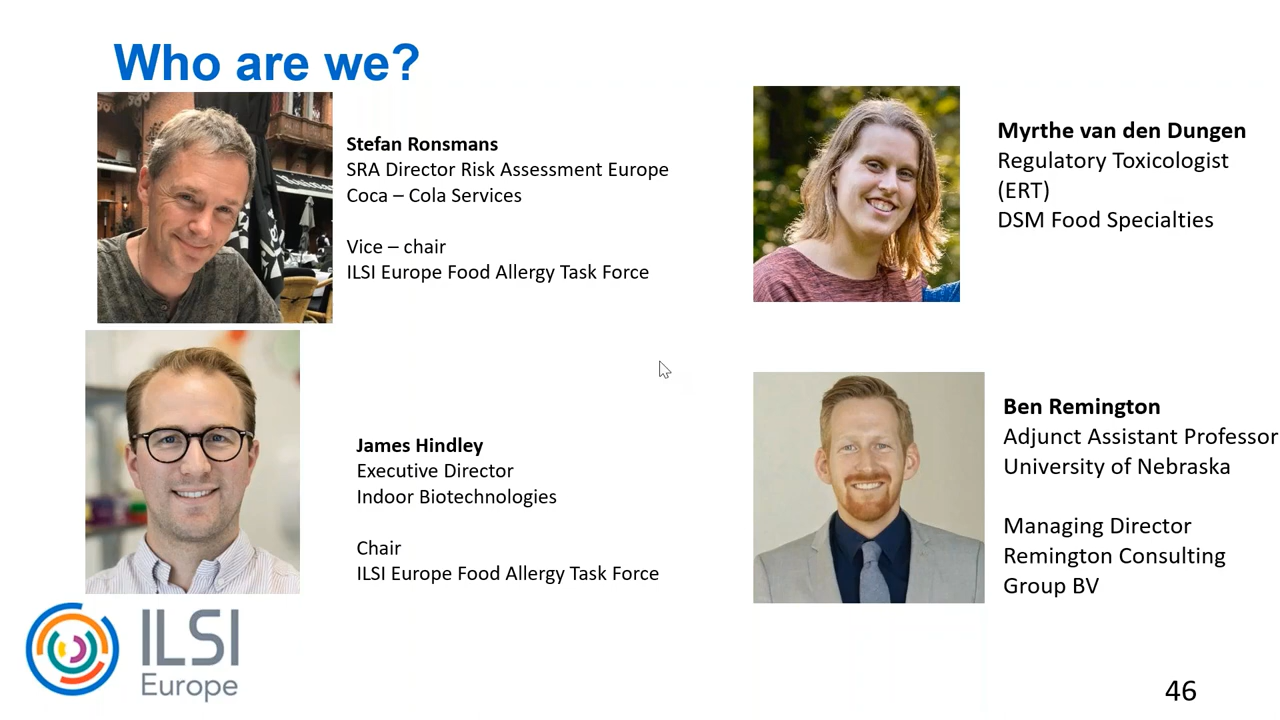 Who are we?
Stefan Ronsmans
SRA Director Risk Assessment Europe
Coca – Cola Services
Vice – chair
ILSI Europe Food Allergy Task Force
Myrthe van den Dungen
Regulatory Toxicologist
(ERT)
DSM Food Specialties
James Hindley
Executive Director
Indoor Biotechnologies
Chair
ILSI Europe Food Allergy Task Force
Ben Remington
Adjunct Assistant Professor
University of Nebraska
Managing Director
Remington Consulting
Group BV
ILSI
Europe
46